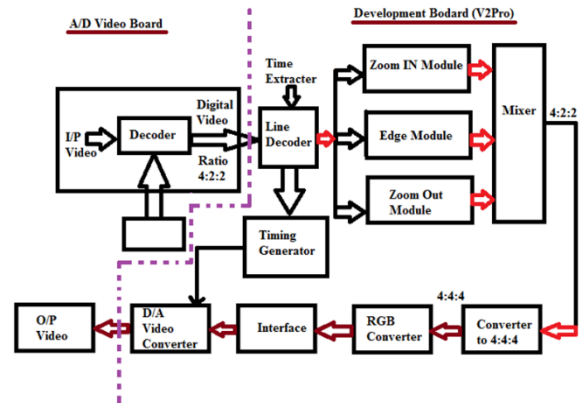 A/D Video Board
Development Bodard (V2Pro)
Time
Extracter
Zoom IN Module
Mixer
4:2:2
Digital
Video
I/P
Video
Decoder
Ratio
4:2:2
Line
Decoder
Edge Module
Zoom Out
Module
Timing
Generator
4:4:4
O/P
Video
D/A
Video
Converter
Interface
RGB
Converter
Converter
to 4:4:4